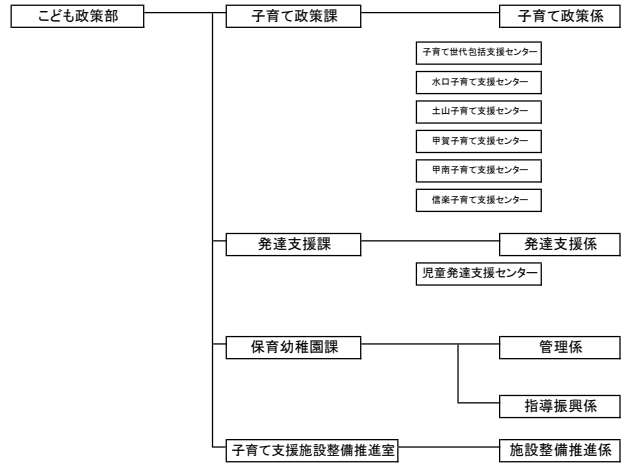 こども政策部
子育て政策課
子育て政策係
子育て世代包括支援センター
水口子育て支援センター
土山子育て支援センター
甲賀子育て支援センター
甲南子育て支援センター
信楽子育て支援センター
発達支援課
発達支援係
児童発達支援センター
保育幼稚園課
管理係
指導振興係
子育て支援施設整備推進室
施設整備推進係